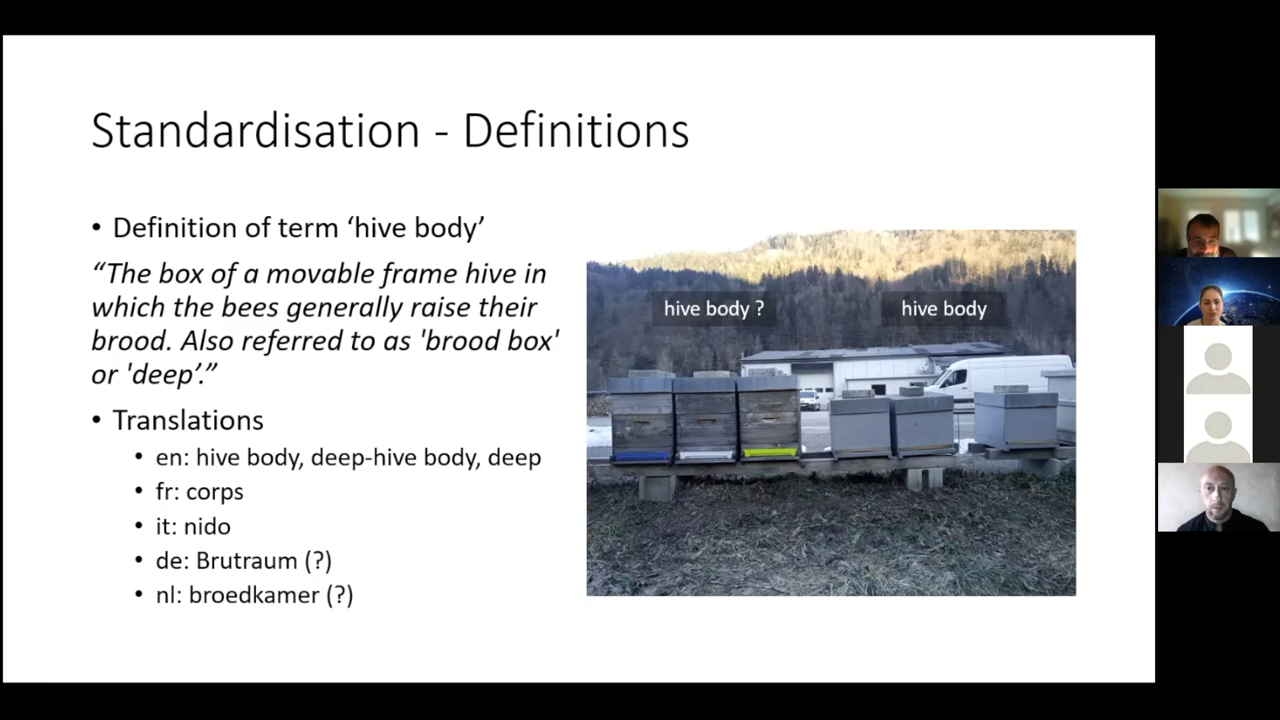 Standardisation - Definitions
• Definition of term ‘hive body’
“The box of a movable frame hive in
which the bees generally raise their
brood. Also referred to as 'brood box'
or 'deep’.”
• Translations
• en: hive body, deep-hive body, deep
• fr: corps
• it: nido
• de: Brutraum (?)
• nl: broedkamer (?)
hive body ?
hive body